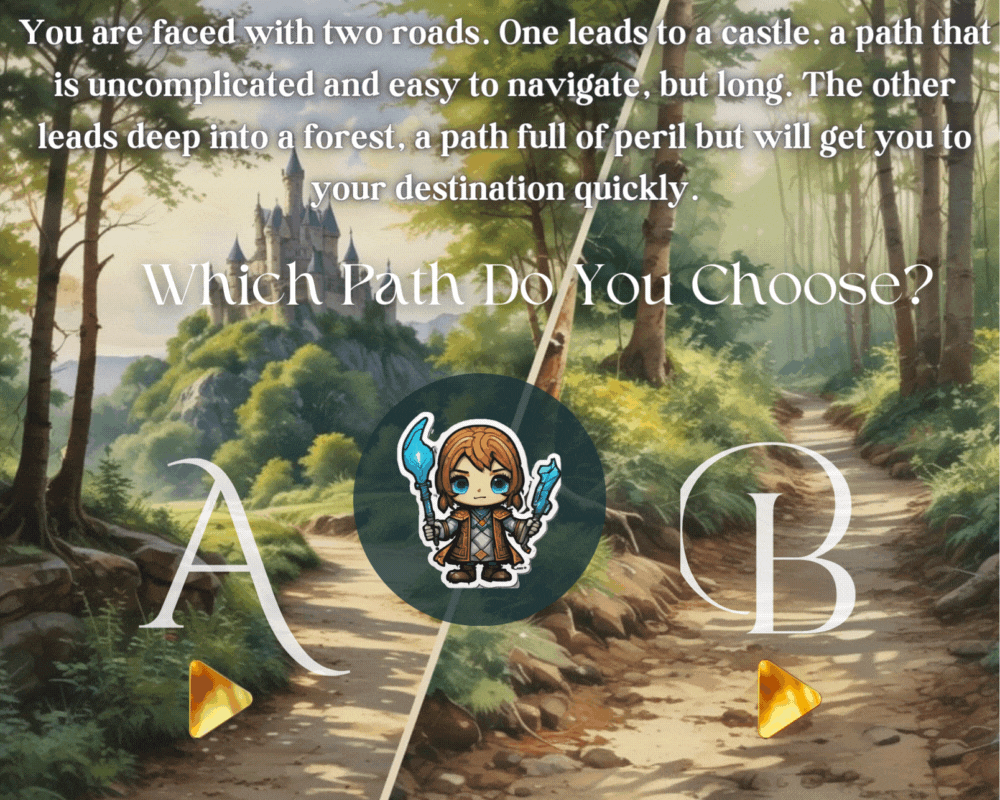 You are faced with two roads. One leads to a castle. a path that
is uncomplicated and easy to navigate, but long. The other
leads deep into a forest, a path full of peril but will get you to
your destination quickly.
Which Path Do You Choose?
A
B